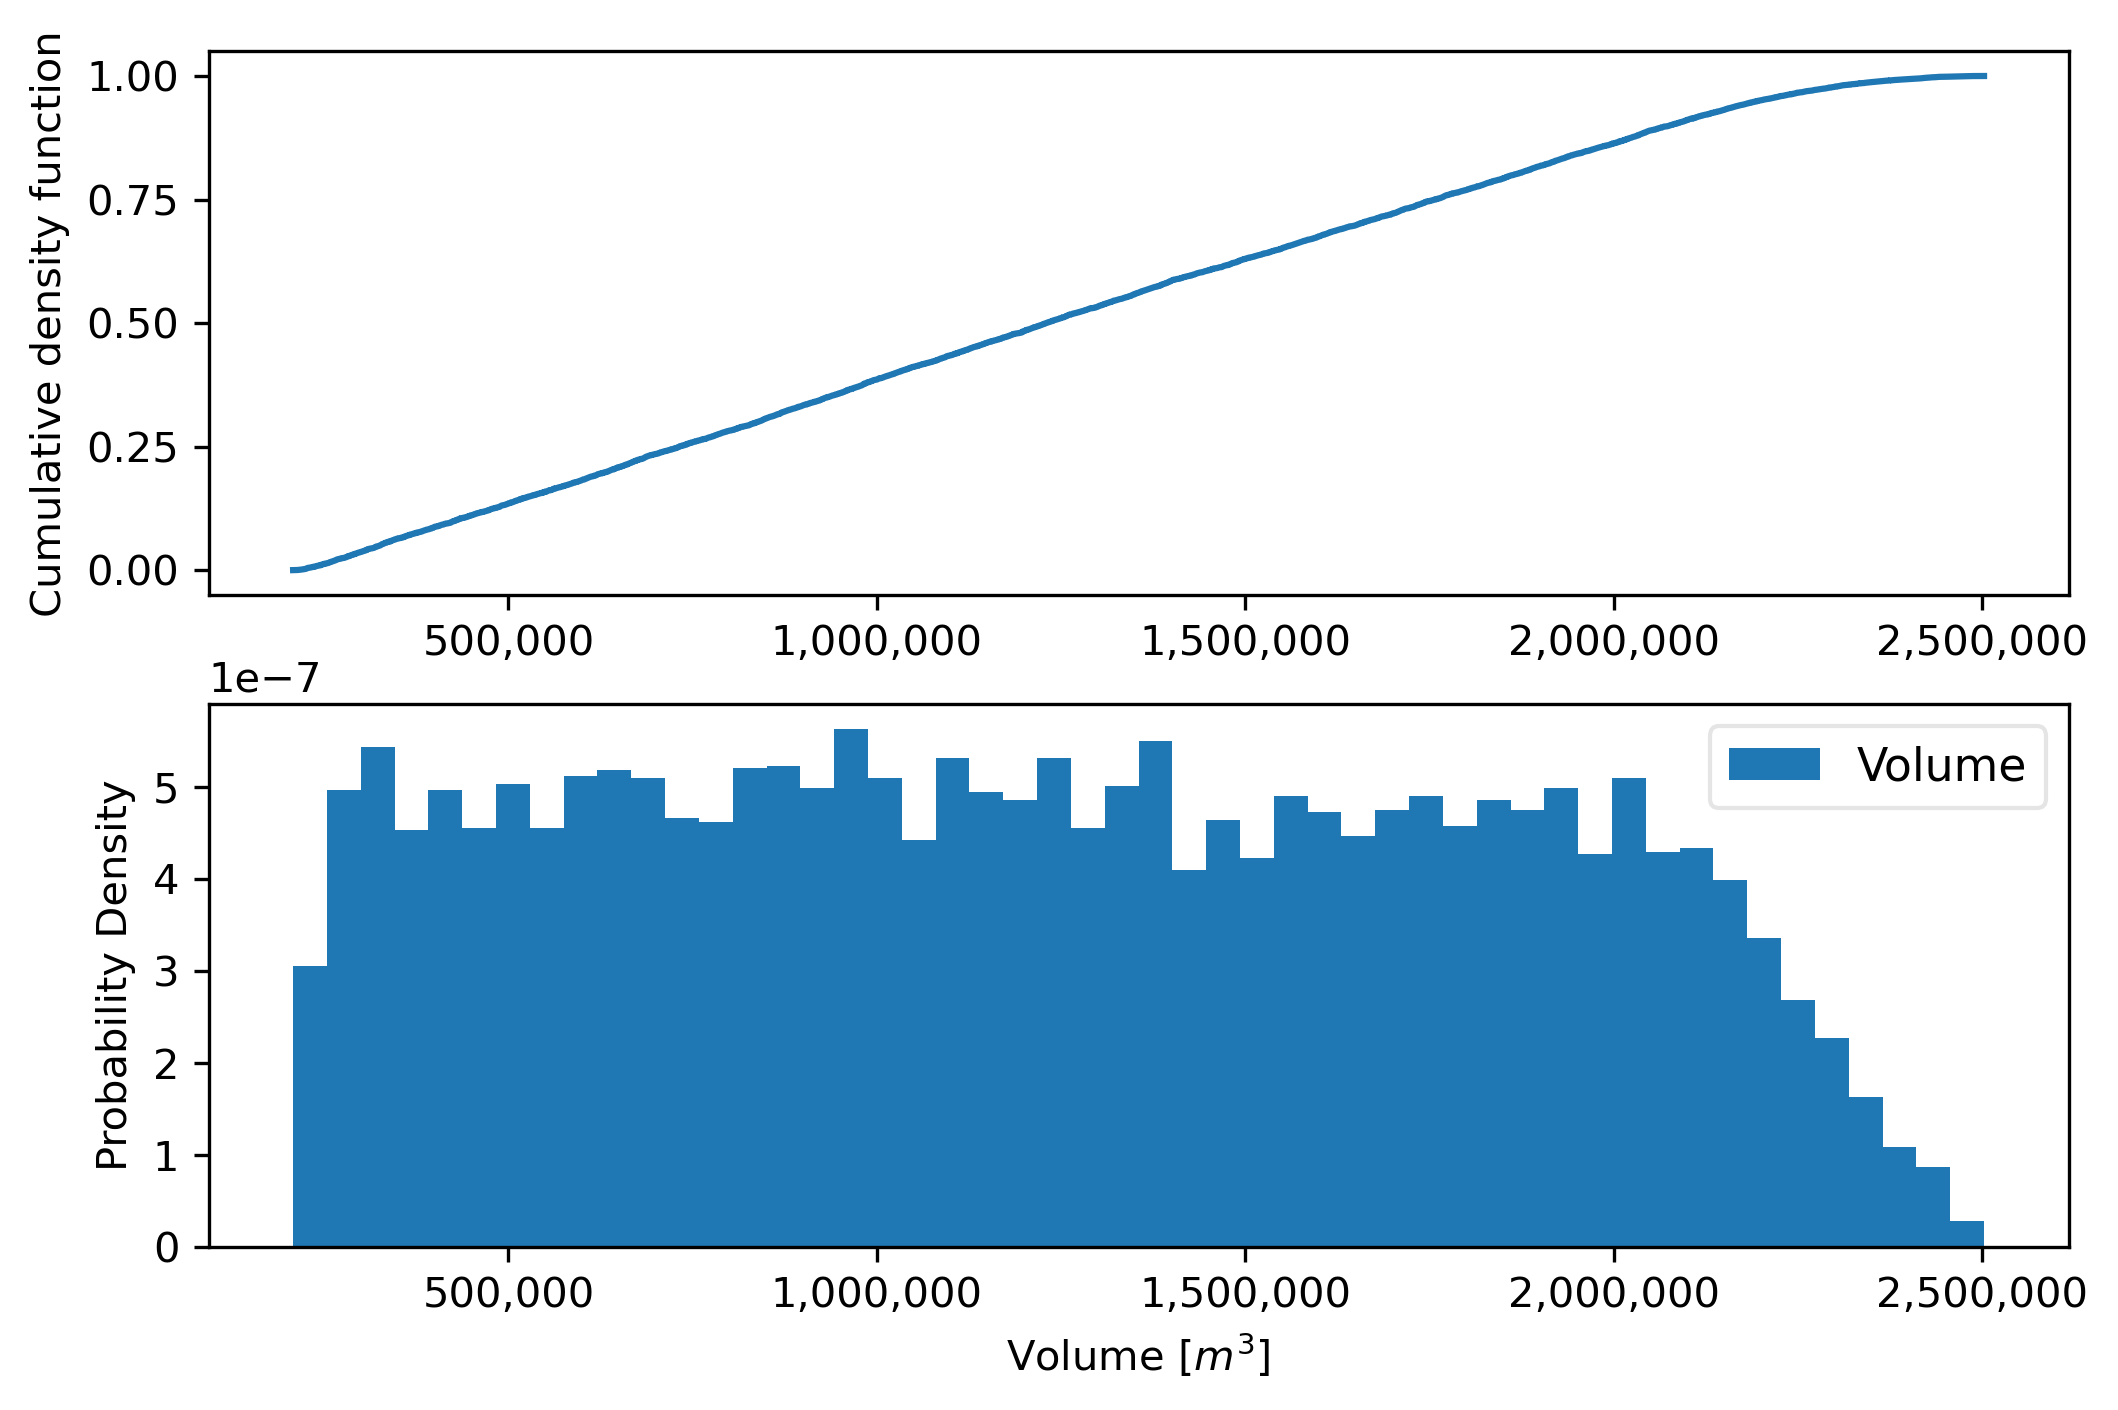 Cumulative density function
1.00
0.75
0.50
0.25
0.00
500,000 1,000,000 1,500,000 2,000,000 2,500,000
1e−7
Volume
Probability Density
5
4
3
2
1
0
500,000 1,000,000 1,500,000 2,000,000 2,500,000
Volume [m³]